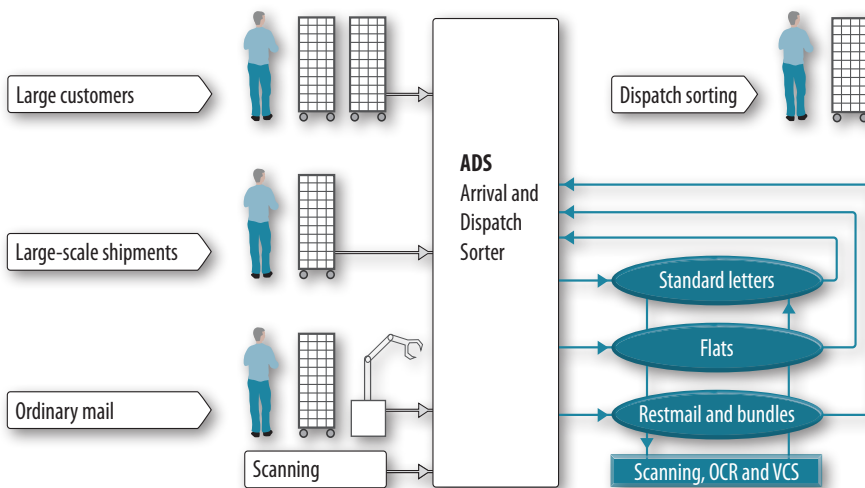 Large customers
Dispatch sorting
ADS
Arrival and
Dispatch
Sorter
Large-scale shipments
Standard letters
Flats
Ordinary mail
Restmail and bundles
Scanning
Scanning, OCR and VCS